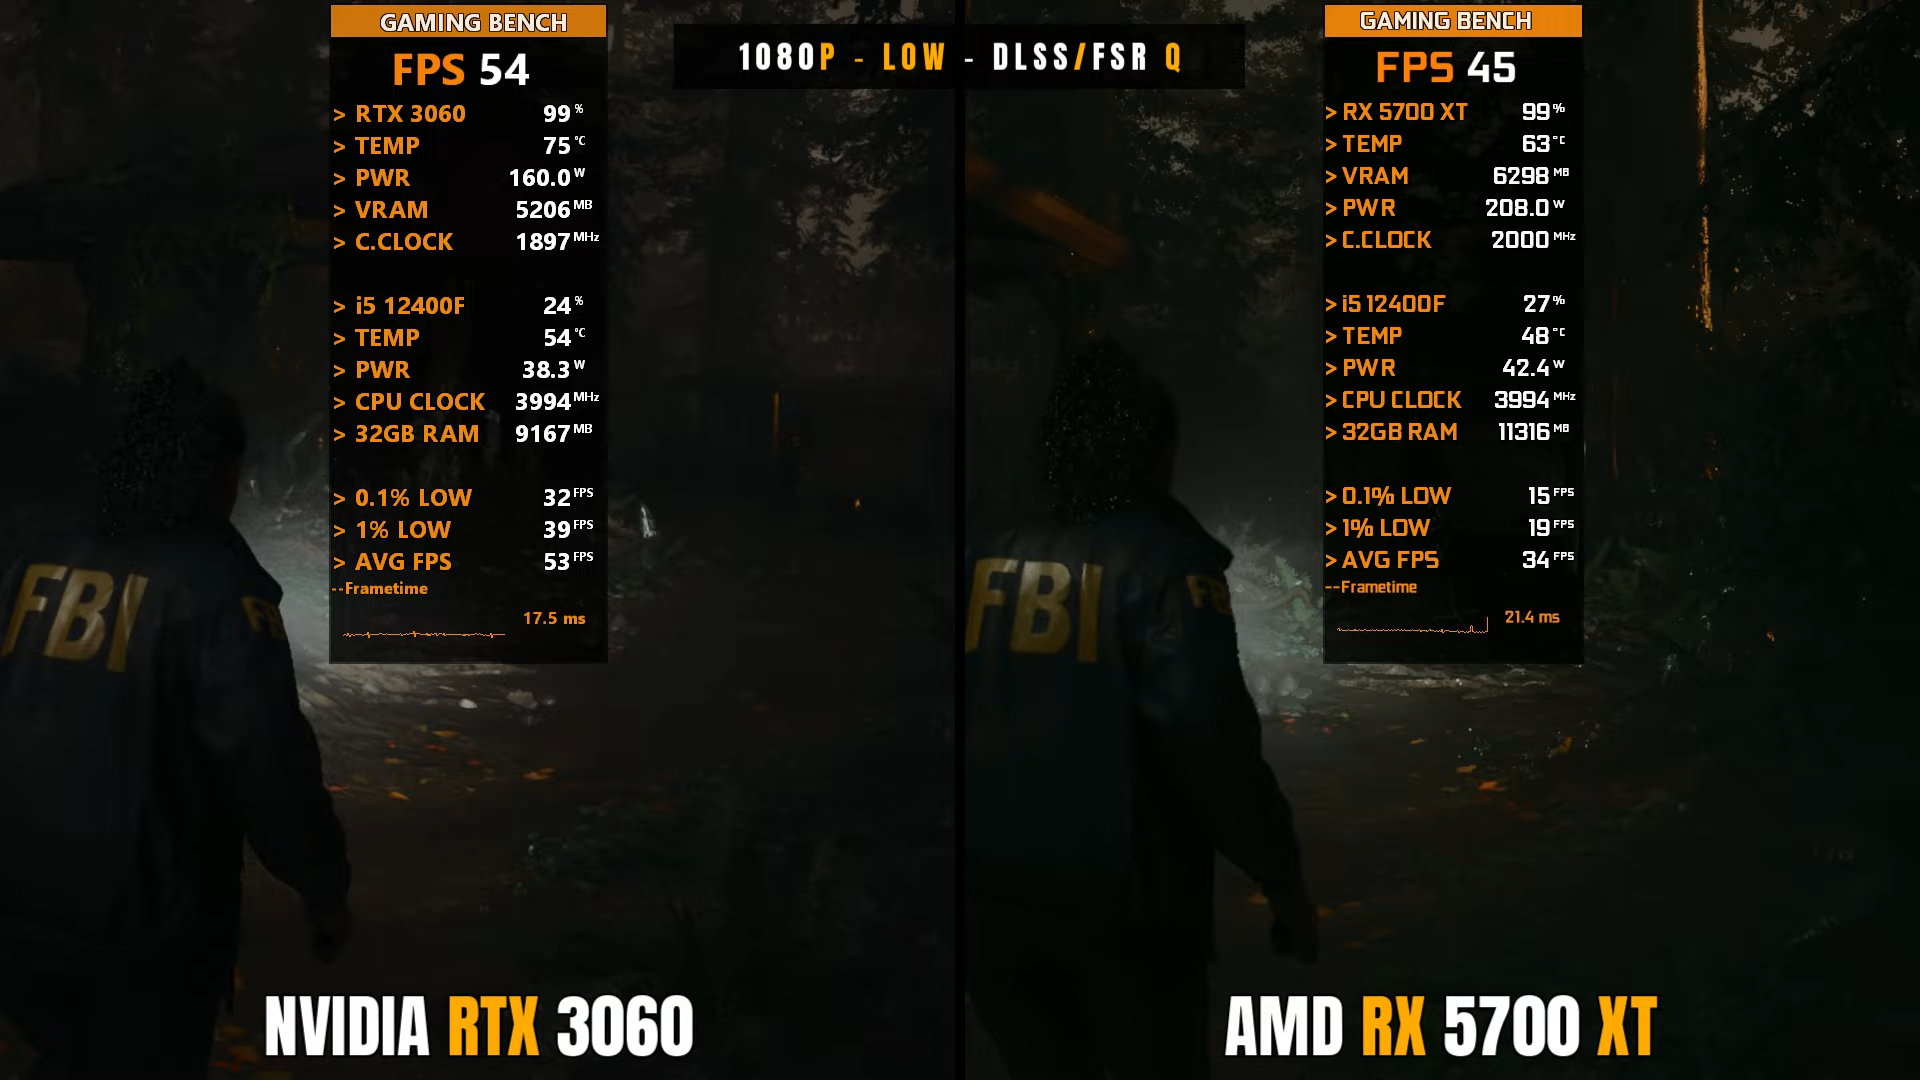 GAMING BENCH
FPS 54
> RTX 3060 99 %
> TEMP 75 °C
> PWR 160.0 W
> VRAM 5206 MB
> C.CLOCK 1897 MHz
> i5 12400F 24 %
> TEMP 54 °C
> PWR 38.3 W
> CPU CLOCK 3994 MHz
> 32GB RAM 9167 MB
> 0.1% LOW 32 FPS
> 1% LOW 39 FPS
> AVG FPS 53 FPS
--Frametime
17.5 ms
1080P - LOW - DLSS/FSR Q
GAMING BENCH
FPS 45
> RX 5700 XT 99 %
> TEMP 63 °C
> VRAM 6298 MB
> PWR 208.0 W
> C.CLOCK 2000 MHz
> i5 12400F 27 %
> TEMP 48 °C
> PWR 42.4 W
> CPU CLOCK 3994 MHz
> 32GB RAM 11316 MB
> 0.1% LOW 15 FPS
> 1% LOW 19 FPS
> AVG FPS 34 FPS
--Frametime
21.4 ms
FBI
FBI
NVIDIA RTX 3060
AMD RX 5700 XT